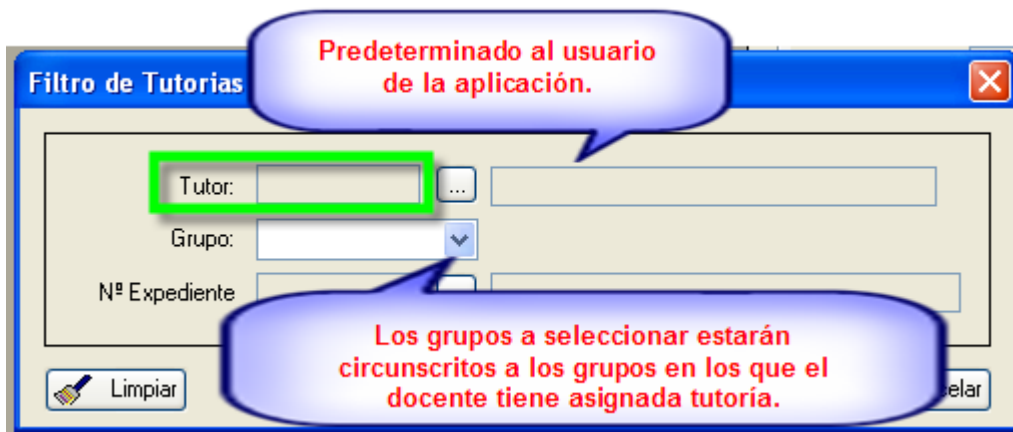 Predeterminado al usuario
de la aplicación.
Filtro de Tutorias
Tutor:
...
Grupo:
Nº Expediente
Los grupos a seleccionar estarán
circunscritos a los grupos en los que el
docente tiene asignada tutoría.
Limpiar